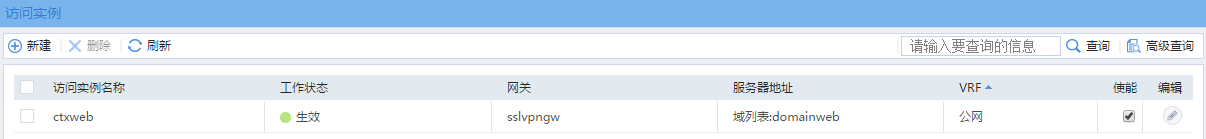 访问实例
新建 删除 刷新 请输入要查询的信息 查询 高级查询
访问实例名称 工作状态 网关 服务器地址 VRF 使能 编辑
ctxweb 生效 sslvpngw 域列表:domainweb 公网